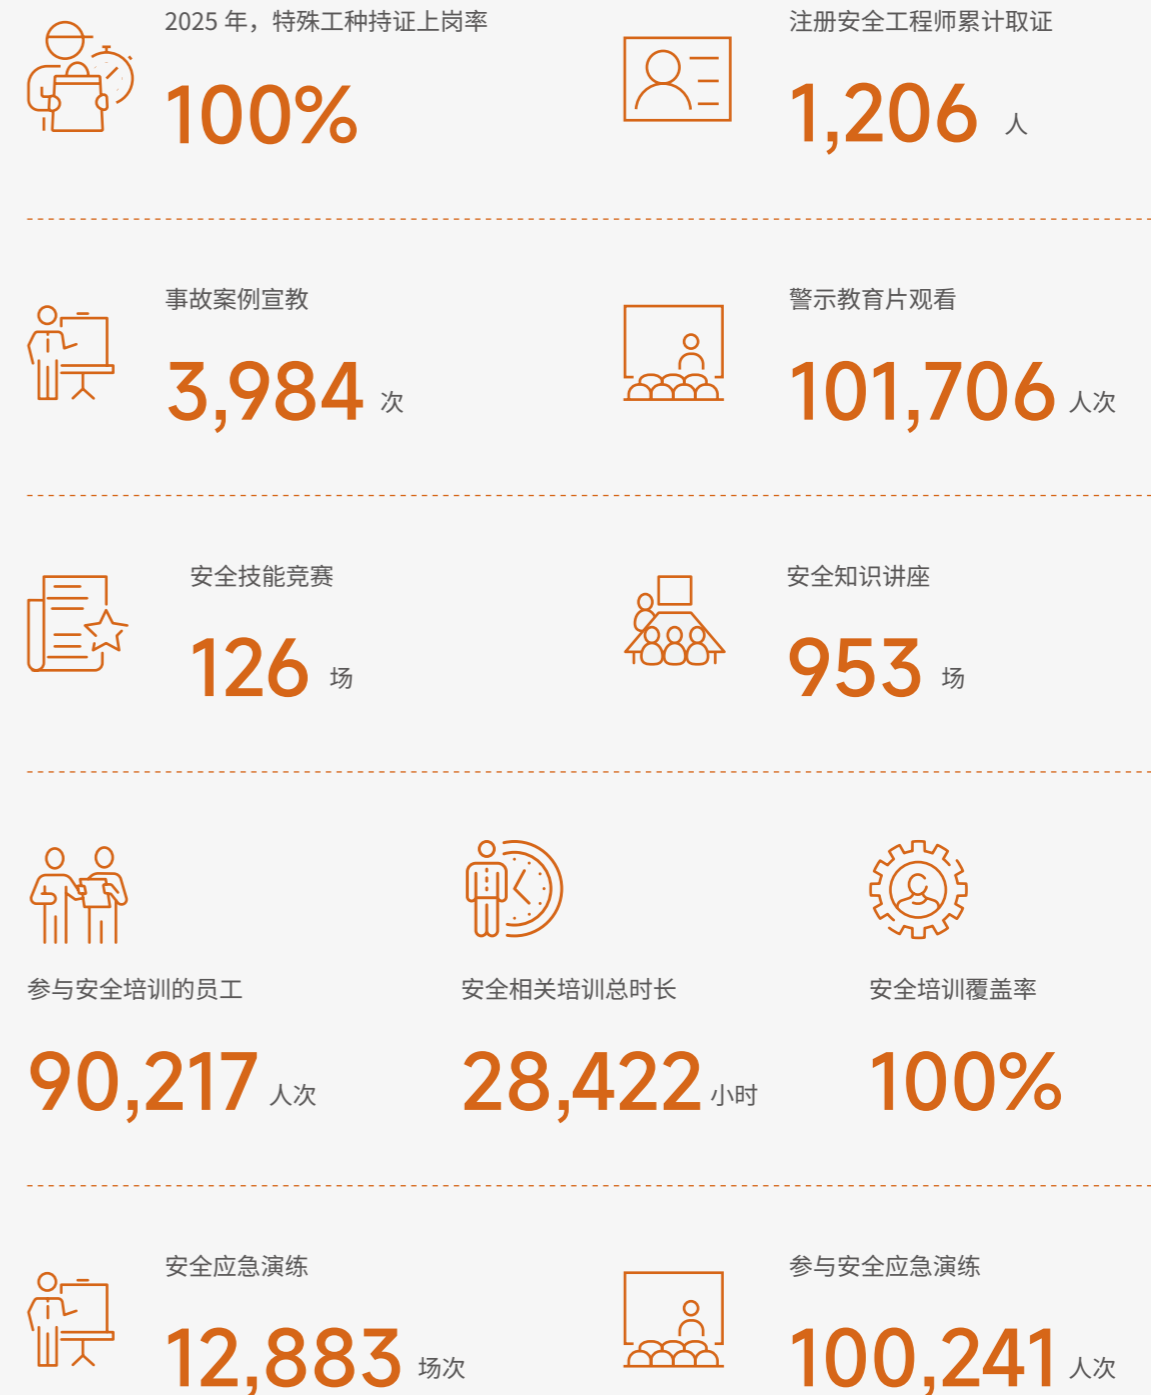 2025 年，特殊工种持证上岗率
100%
注册安全工程师累计取证
1,206 人
事故案例宣教
3,984 次
警示教育片观看
101,706 人次
安全技能竞赛
126 场
安全知识讲座
953 场
参与安全培训的员工
90,217 人次
安全相关培训总时长
28,422 小时
安全培训覆盖率
100%
安全应急演练
12,883 场次
参与安全应急演练
100,241 人次